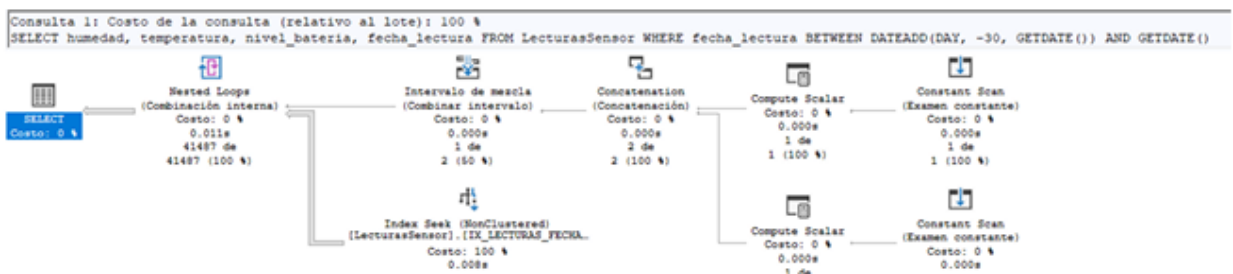 Consulta 1: Costo de la consulta (relativo al lote): 100 %
SELECT humedad, temperatura, nivel_bateria, fecha_lectura FROM LecturasSensor WHERE fecha_lectura BETWEEN DATEADD(DAY, -30, GETDATE()) AND GETDATE()
SELECT
Costo: 0 %
Nested Loops
(Combinación interna)
Costo: 0 %
0.011s
41487 de
41487 (100 %)
Intervalo de mezcla
(Combinar intervalo)
Costo: 0 %
0.000s
1 de
2 (50 %)
Concatenation
(Concatenación)
Costo: 0 %
0.000s
2 de
2 (100 %)
Compute Scalar
Costo: 0 %
0.000s
1 de
1 (100 %)
Constant Scan
(Examen constante)
Costo: 0 %
0.000s
1 de
1 (100 %)
Index Seek (NonClustered)
[LecturasSensor].[IX_LECTURAS_FECHA…
Costo: 100 %
0.008s
Compute Scalar
Costo: 0 %
0.000s
1 de
Constant Scan
(Examen constante)
Costo: 0 %
0.000s